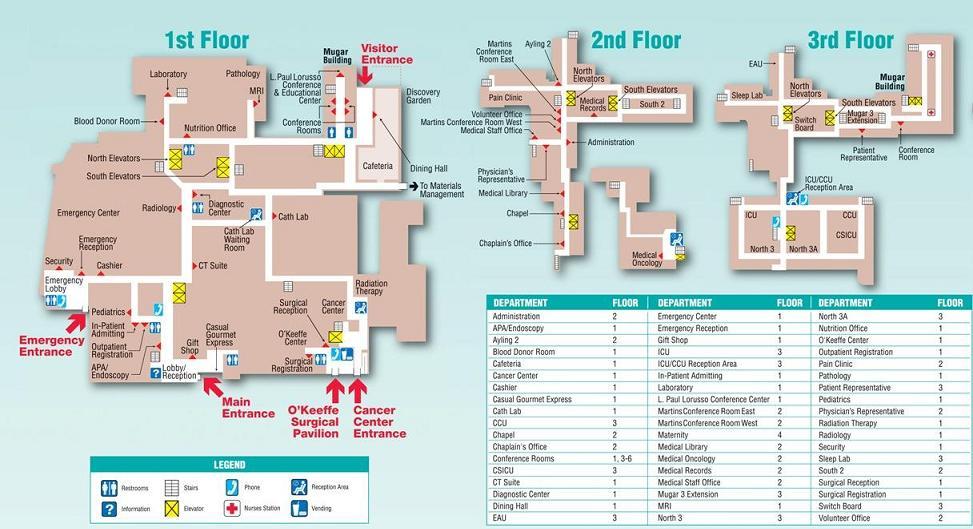 1st Floor
Mugar
Building
Visitor
Entrance
Laboratory
Pathology
MRI
L. Paul Lorusso
Conference
& Educational
Center
Conference
Rooms
Discovery
Garden
Blood Donor Room
Nutrition Office
North Elevators
South Elevators
Cafeteria
Dining Hall
To Materials
Management
Radiology
Diagnostic
Center
Cath Lab
Cath Lab
Waiting
Room
Emergency Center
Emergency
Reception
Security
Cashier
Emergency
Lobby
CT Suite
Radiation
Therapy
Surgical
Reception
Cancer
Center
Pediatrics
In-Patient
Admitting
Outpatient
Registration
APA/
Endoscopy
Gift
Shop
Casual
Gourmet
Express
O'Keeffe
Center
Surgical
Registration
Lobby/
Reception
Emergency
Entrance
Main
Entrance
O'Keeffe
Surgical
Pavilion
Cancer
Center
Entrance
LEGEND
Restrooms
Stairs
Phone
Reception Area
Information
Elevator
Nurses Station
Vending
2nd Floor
Martins
Conference
Room East
Ayling 2
North
Elevators
South Elevators
Pain Clinic
Medical
Records
South 2
Volunteer Office
Martins Conference Room West
Medical Staff Office
Administration
Physician's
Representative
Medical Library
Chapel
Chaplain's Office
Medical
Oncology
3rd Floor
EAU
Mugar
Building
Sleep Lab
North
Elevators
South Elevators
Switch
Board
Mugar 3
Extension
Patient
Representative
Conference
Room
ICU/CCU
Reception Area
ICU
CCU
CSICU
North 3
North 3A
DEPARTMENT FLOOR DEPARTMENT FLOOR DEPARTMENT FLOOR
Administration 2 Emergency Center 1 North 3A 3
APA/Endoscopy 1 Emergency Reception 1 Nutrition Office 1
Ayling 2 2 Gift Shop 1 O'Keeffe Center 1
Blood Donor Room 1 ICU 3 Outpatient Registration 1
Cafeteria 1 ICU/CCU Reception Area 3 Pain Clinic 2
Cancer Center 1 In-Patient Admitting 1 Pathology 1
Cashier 1 Laboratory 1 Patient Representative 3
Casual Gourmet Express 1 L. Paul Lorusso Conference Center 1 Pediatrics 1
Cath Lab 1 Martins Conference Room East 2 Physician's Representative 2
CCU 3 Martins Conference Room West 2 Radiation Therapy 1
Chapel 2 Maternity 4 Radiology 1
Chaplain's Office 2 Medical Library 2 Security 1
Conference Rooms 1, 3-6 Medical Oncology 2 Sleep Lab 3
CSICU 3 Medical Records 2 South 2 2
CT Suite 1 Medical Staff Office 2 Surgical Reception 1
Diagnostic Center 1 Mugar 3 Extension 3 Surgical Registration 1
Dining Hall 1 MRI 1 Switch Board 3
EAU 3 North 3 3 Volunteer Office 2